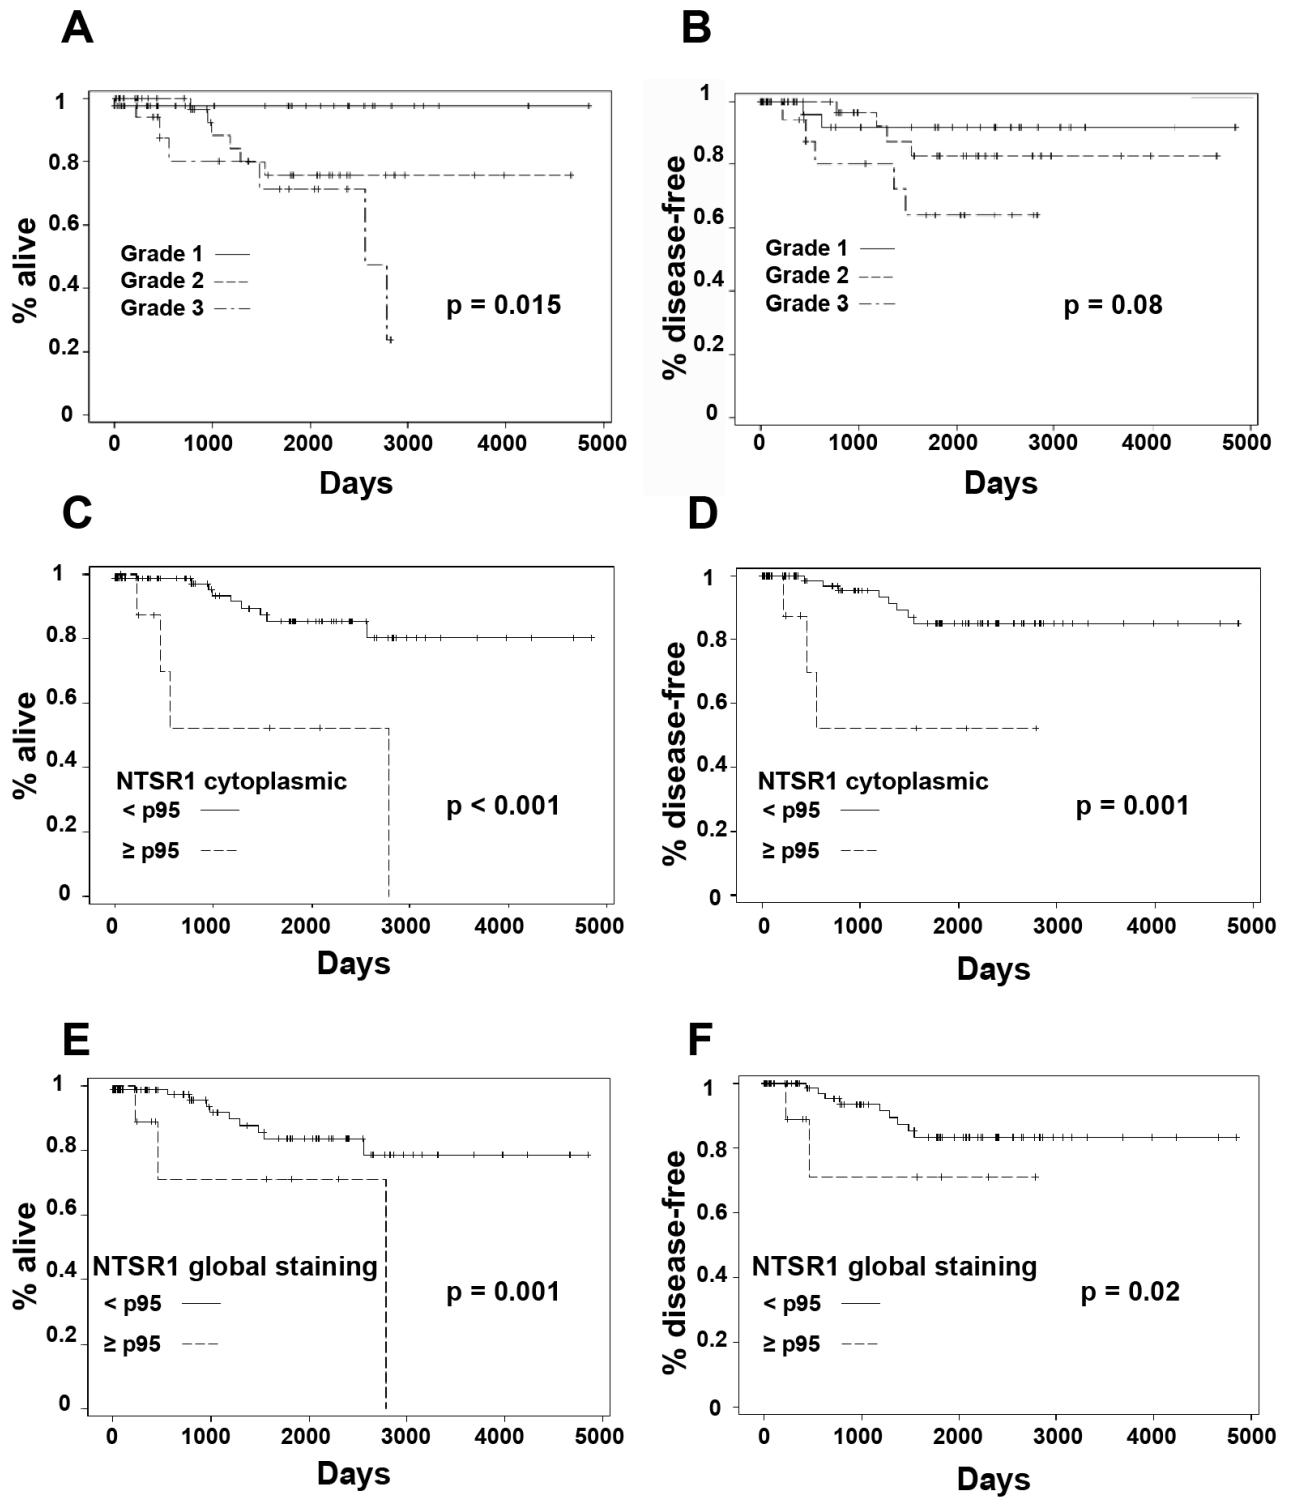 A
B
% alive
1
0.8
0.6
0.4
0.2
0
Grade 1
Grade 2
Grade 3
p = 0.015
0 1000 2000 3000 4000 5000
Days
% disease-free
1
0.8
0.6
0.4
0.2
0
Grade 1
Grade 2
Grade 3
p = 0.08
0 1000 2000 3000 4000 5000
Days
C
D
% alive
1
0.8
0.6
0.4
0.2
0
NTSR1 cytoplasmic
< p95
≥ p95
p < 0.001
0 1000 2000 3000 4000 5000
Days
% disease-free
1
0.8
0.6
0.4
0.2
0
NTSR1 cytoplasmic
< p95
≥ p95
p = 0.001
0 1000 2000 3000 4000 5000
Days
E
F
% alive
1
0.8
0.6
0.4
0.2
0
NTSR1 global staining
< p95
≥ p95
p = 0.001
0 1000 2000 3000 4000 5000
Days
% disease-free
1
0.8
0.6
0.4
0.2
0
NTSR1 global staining
< p95
≥ p95
p = 0.02
0 1000 2000 3000 4000 5000
Days